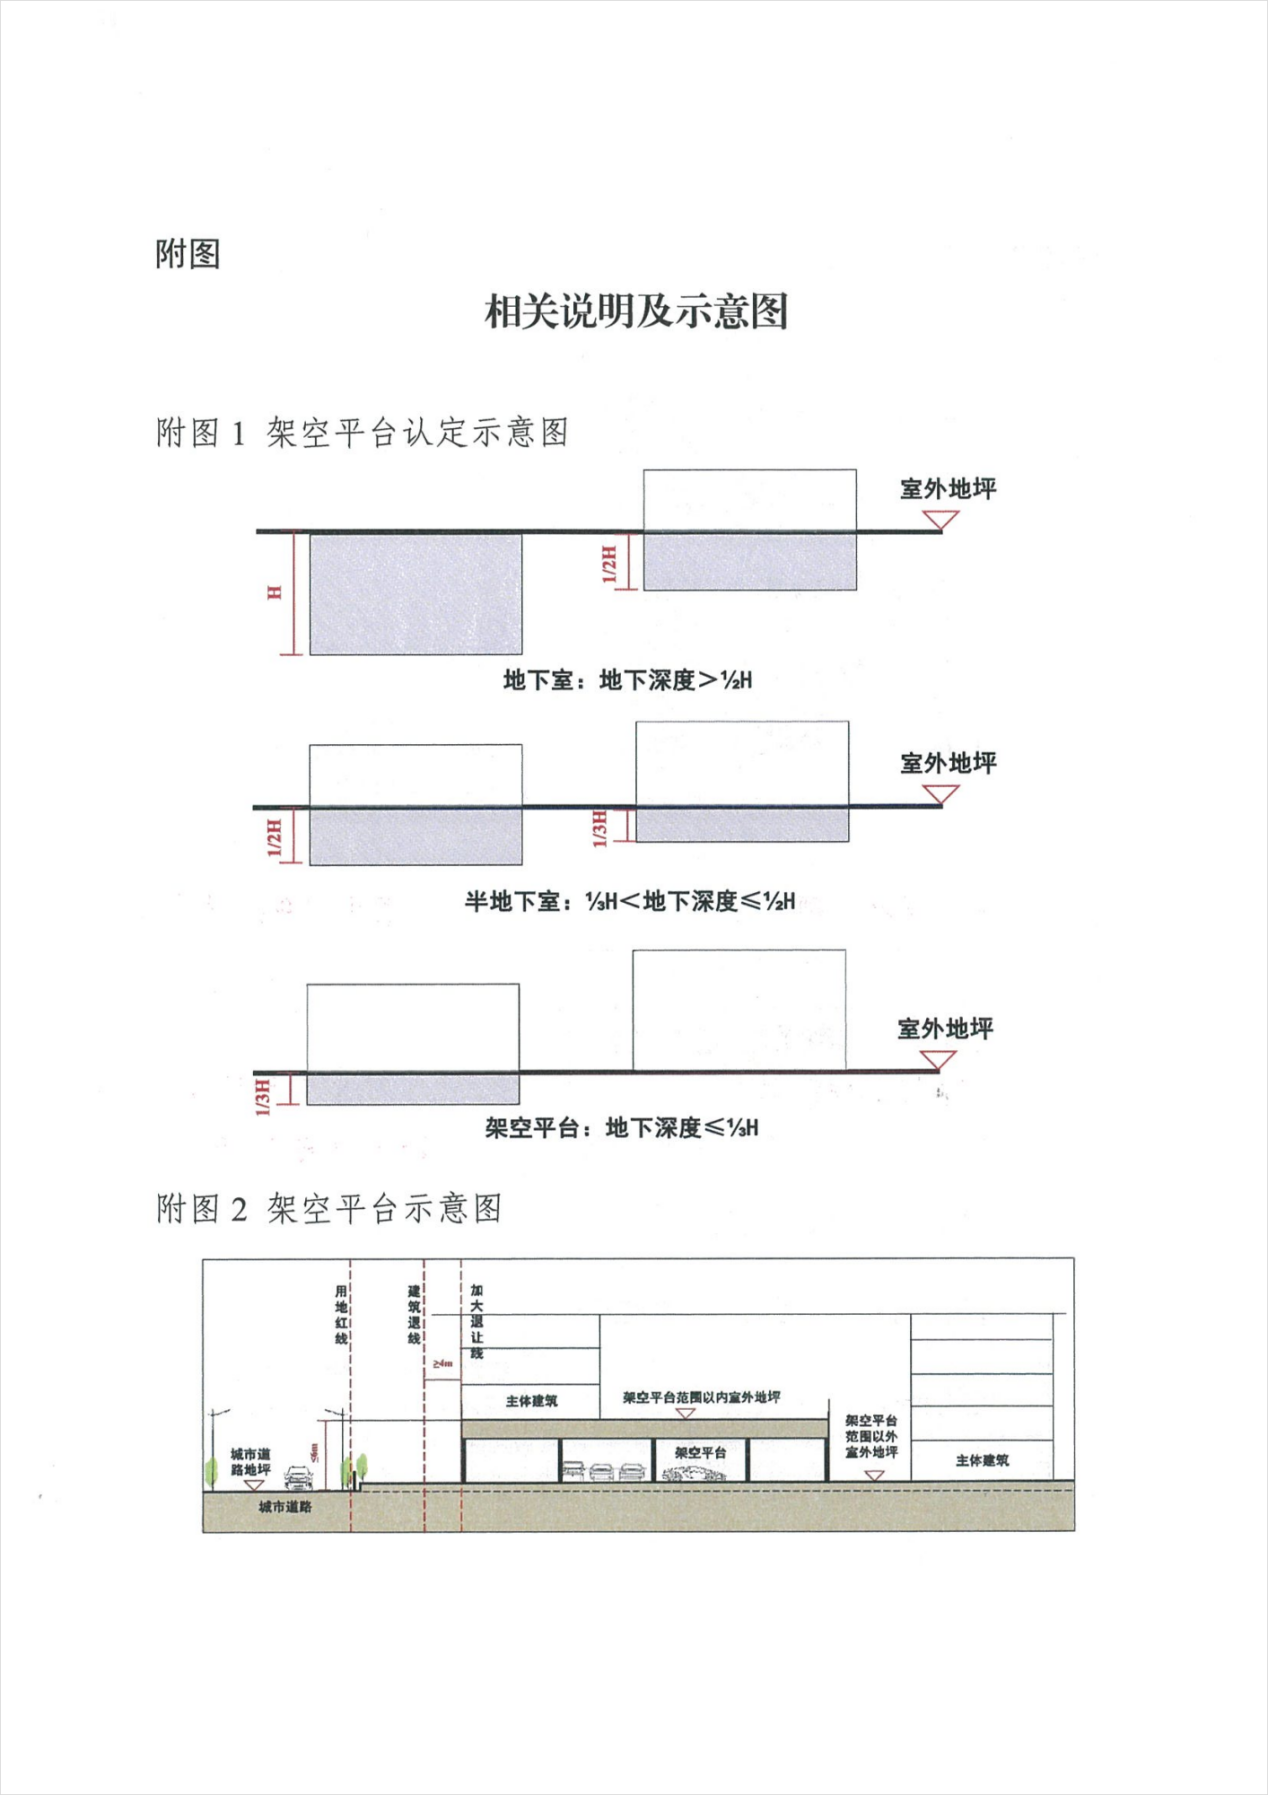 附图
相关说明及示意图
附图 1 架空平台认定示意图
室外地坪
H
1/2H
地下室：地下深度＞½H
室外地坪
1/2H
1/3H
半地下室：⅓H＜地下深度≤½H
室外地坪
1/3H
架空平台：地下深度≤⅓H
附图 2 架空平台示意图
用地红线
建筑退线
加大退让线
≥4m
主体建筑
架空平台范围以内室外地坪
架空平台
范围以外
室外地坪
≤6m
城市道
路地坪
架空平台
主体建筑
城市道路